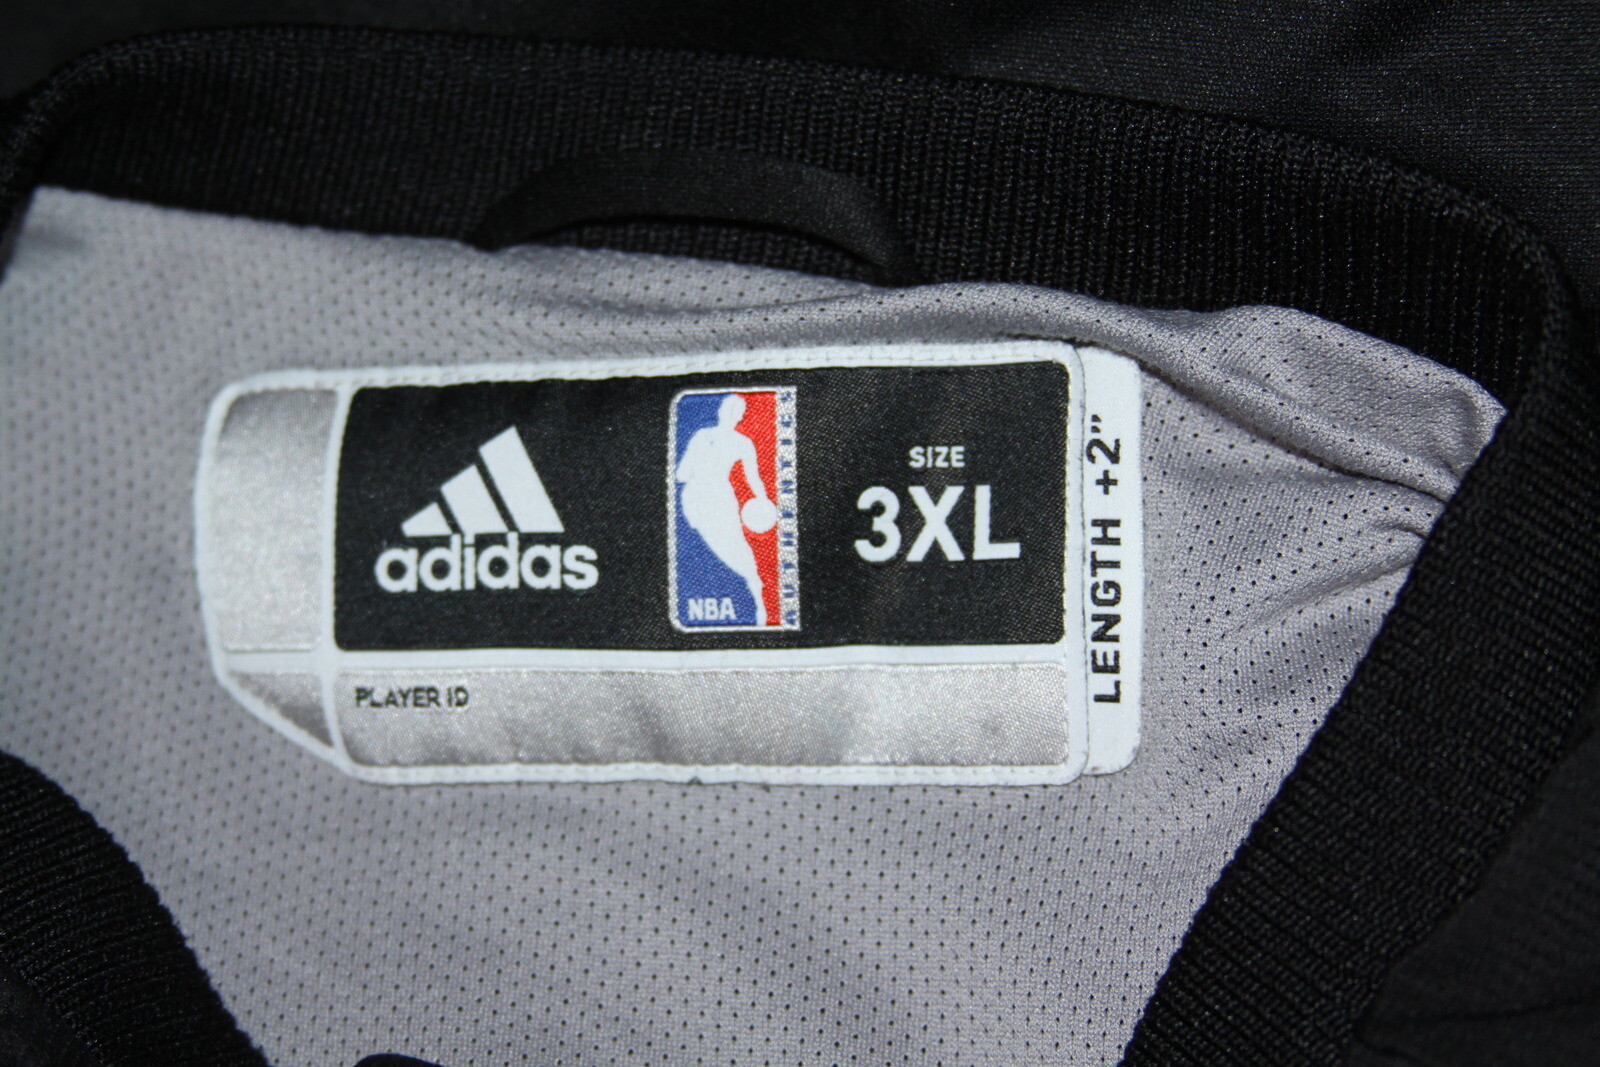 adidas
NBA
AUTHENTICS
SIZE
3XL
LENGTH +2"
PLAYER ID